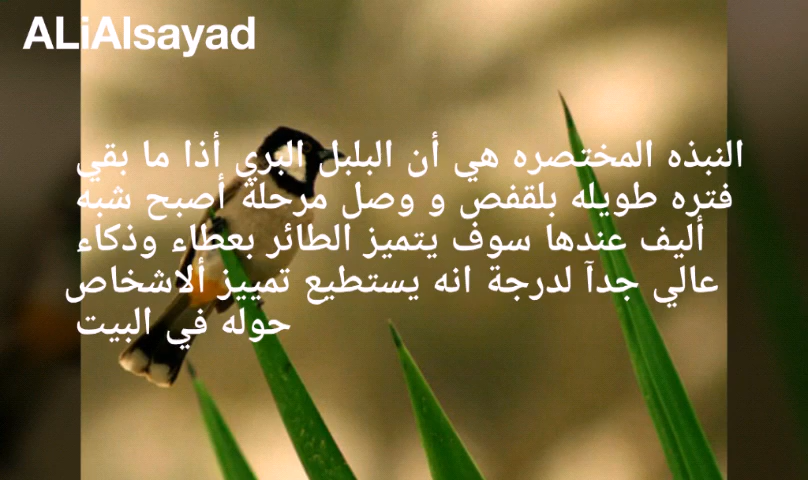 ALiAlsayad
النبذه المختصره هي أن البلبل البري أذا ما بقي
فتره طويله بلقفص و وصل مرحلة أصبح شبه
أليف عندها سوف يتميز الطائر بعطاء وذكاء
عالي جدآ لدرجة انه يستطيع تمييز ألاشخاص
حوله في البيت